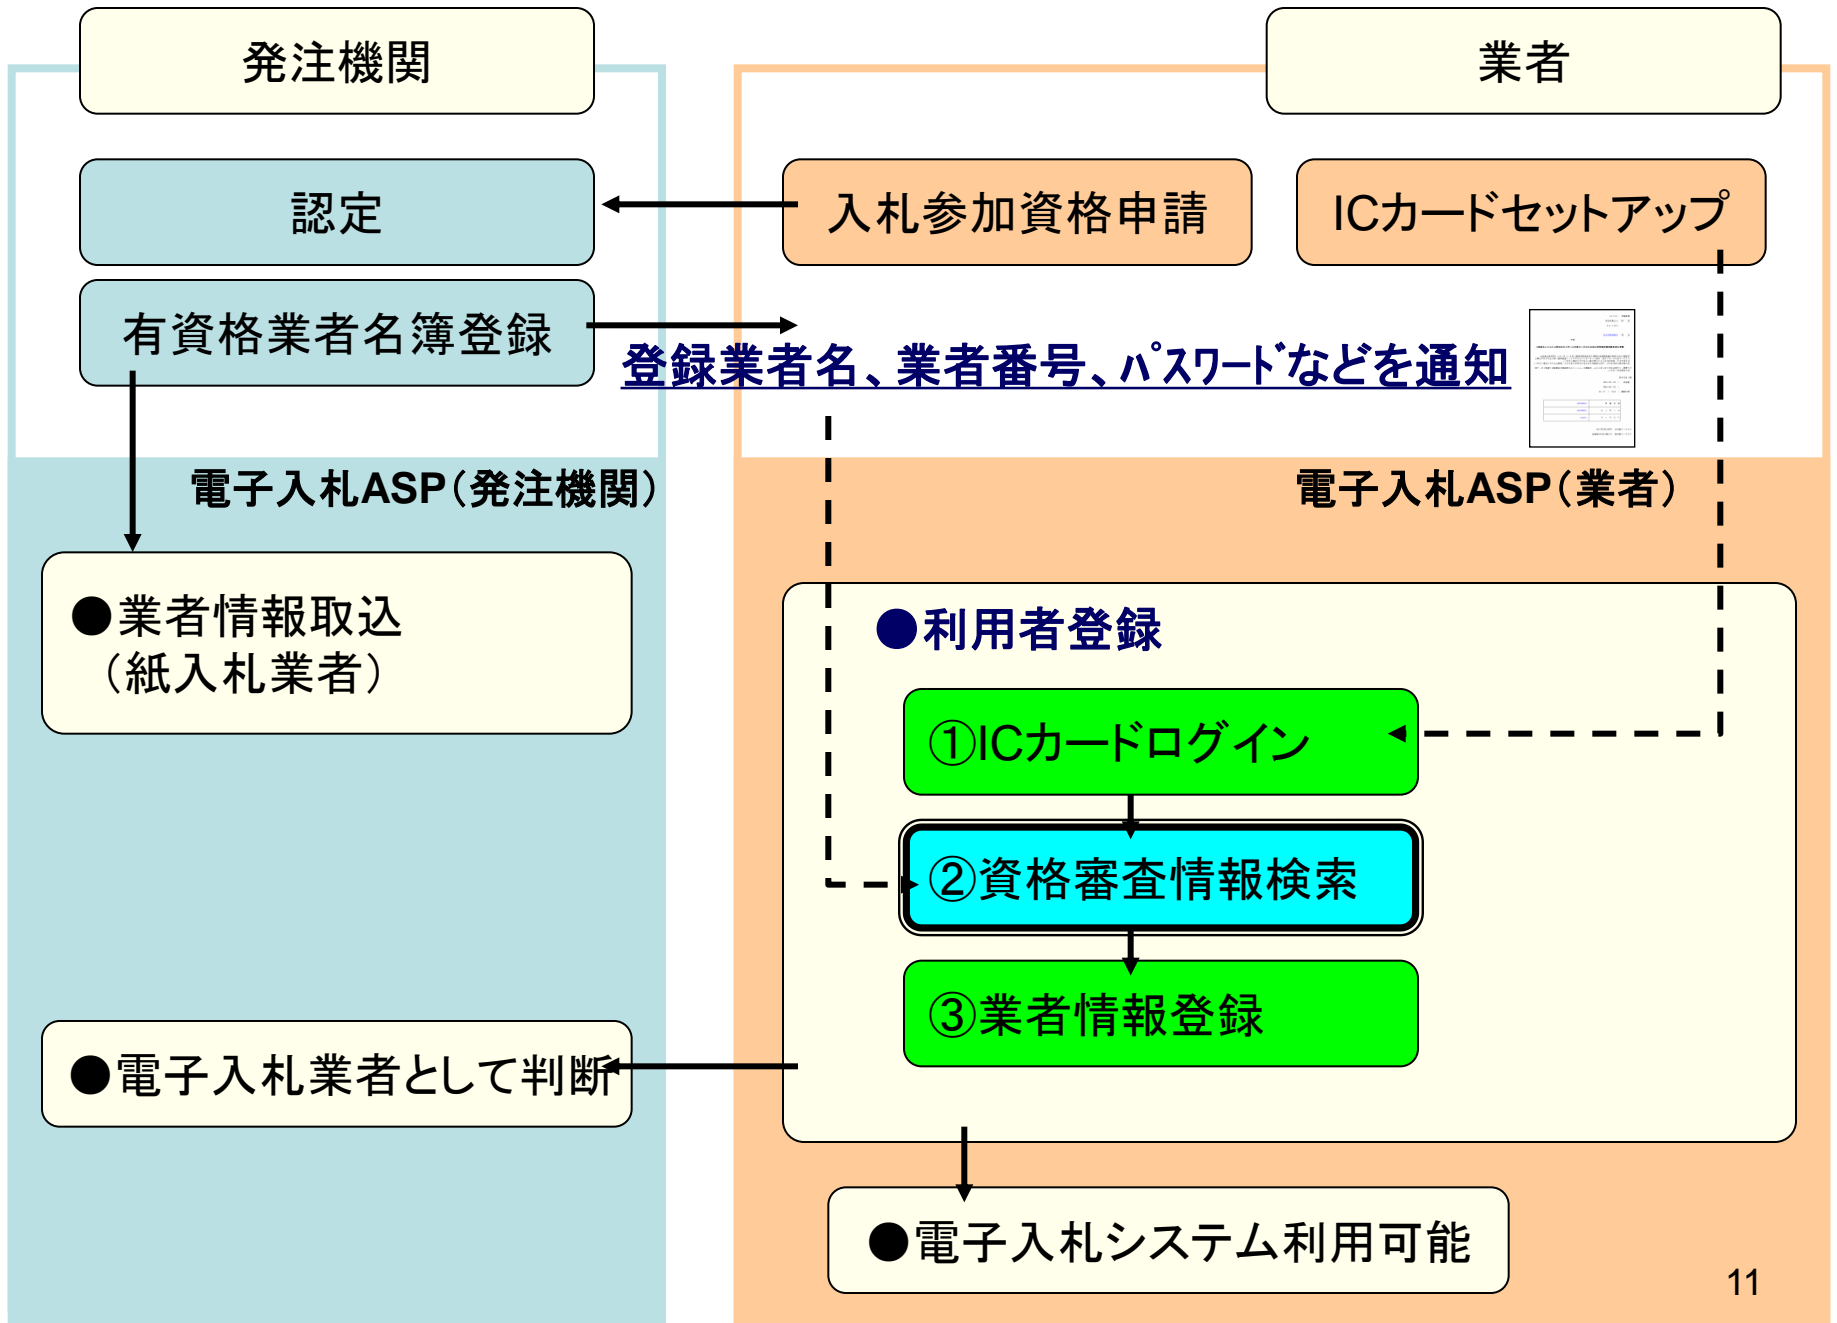 発注機関
業者
認定
入札参加資格申請
ICカードセットアップ
有資格業者名簿登録
登録業者名、業者番号、ﾊﾟｽﾜｰﾄﾞなどを通知
電子入札ASP（発注機関）
電子入札ASP（業者）
●業者情報取込
（紙入札業者）
●利用者登録
①ICカードログイン
②資格審査情報検索
③業者情報登録
●電子入札業者として判断
●電子入札システム利用可能
11